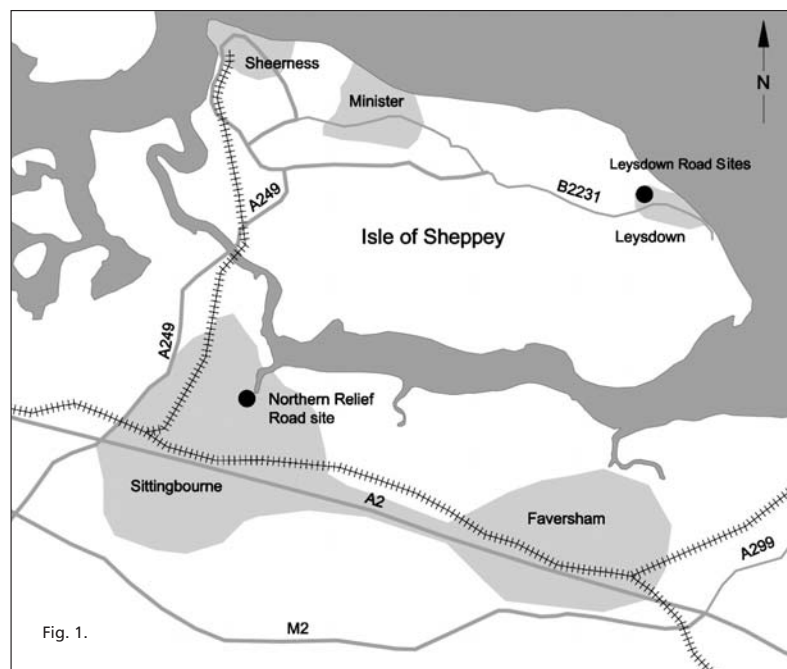 Sheerness
N
Minister
Leysdown Road Sites
B2231
A249
Isle of Sheppey
Leysdown
A249
Northern Relief
Road site
Sittingbourne
A2
Faversham
A299
Fig. 1.
M2